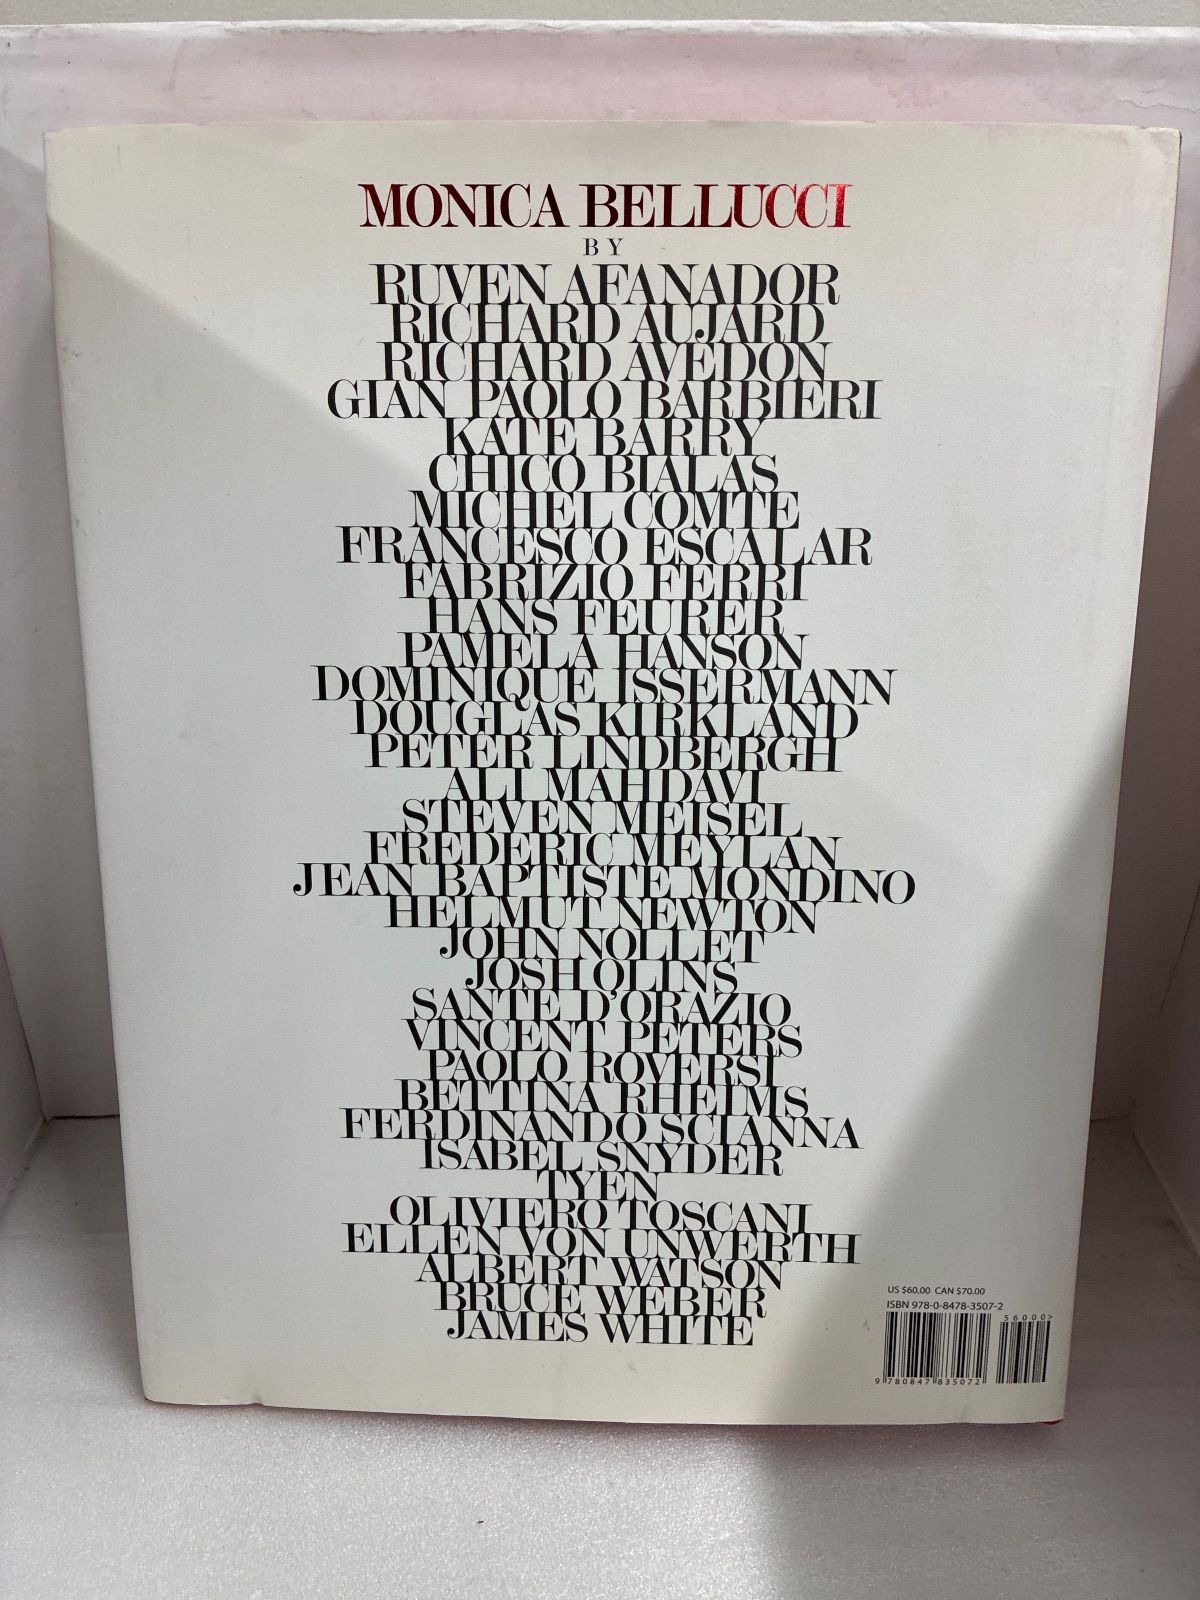 MONICA BELLUCCI
BY
RUVEN AFANADOR
RICHARD AUJARD
RICHARD AVEDON
GIAN PAOLO BARBIERI
KATE BARRY
CHICO BIALAS
MICHEL COMTE
FRANCESCO ESCALAR
FABRIZIO FERRI
HANS FEURER
PAMELA HANSON
DOMINIQUE ISSERMANN
DOUGLAS KIRKLAND
PETER LINDBERGH
ALI MAHDAVI
STEVEN MEISEL
FREDERIC MEYLAN
JEAN BAPTISTE MONDINO
HELMUT NEWTON
JOHN NOLLET
JOSH OLINS
SANTE D'ORAZIO
VINCENT PETERS
PAOLO ROVERSI
BETTINA RHEIMS
FERDINANDO SCIANNA
ISABEL SNYDER
TYEN
OLIVIERO TOSCANI
ELLEN VON UNWERTH
ALBERT WATSON
BRUCE WEBER
JAMES WHITE
US $60.00 CAN $70.00
ISBN 978-0-8478-3507-2
56000>
9 780847 835072